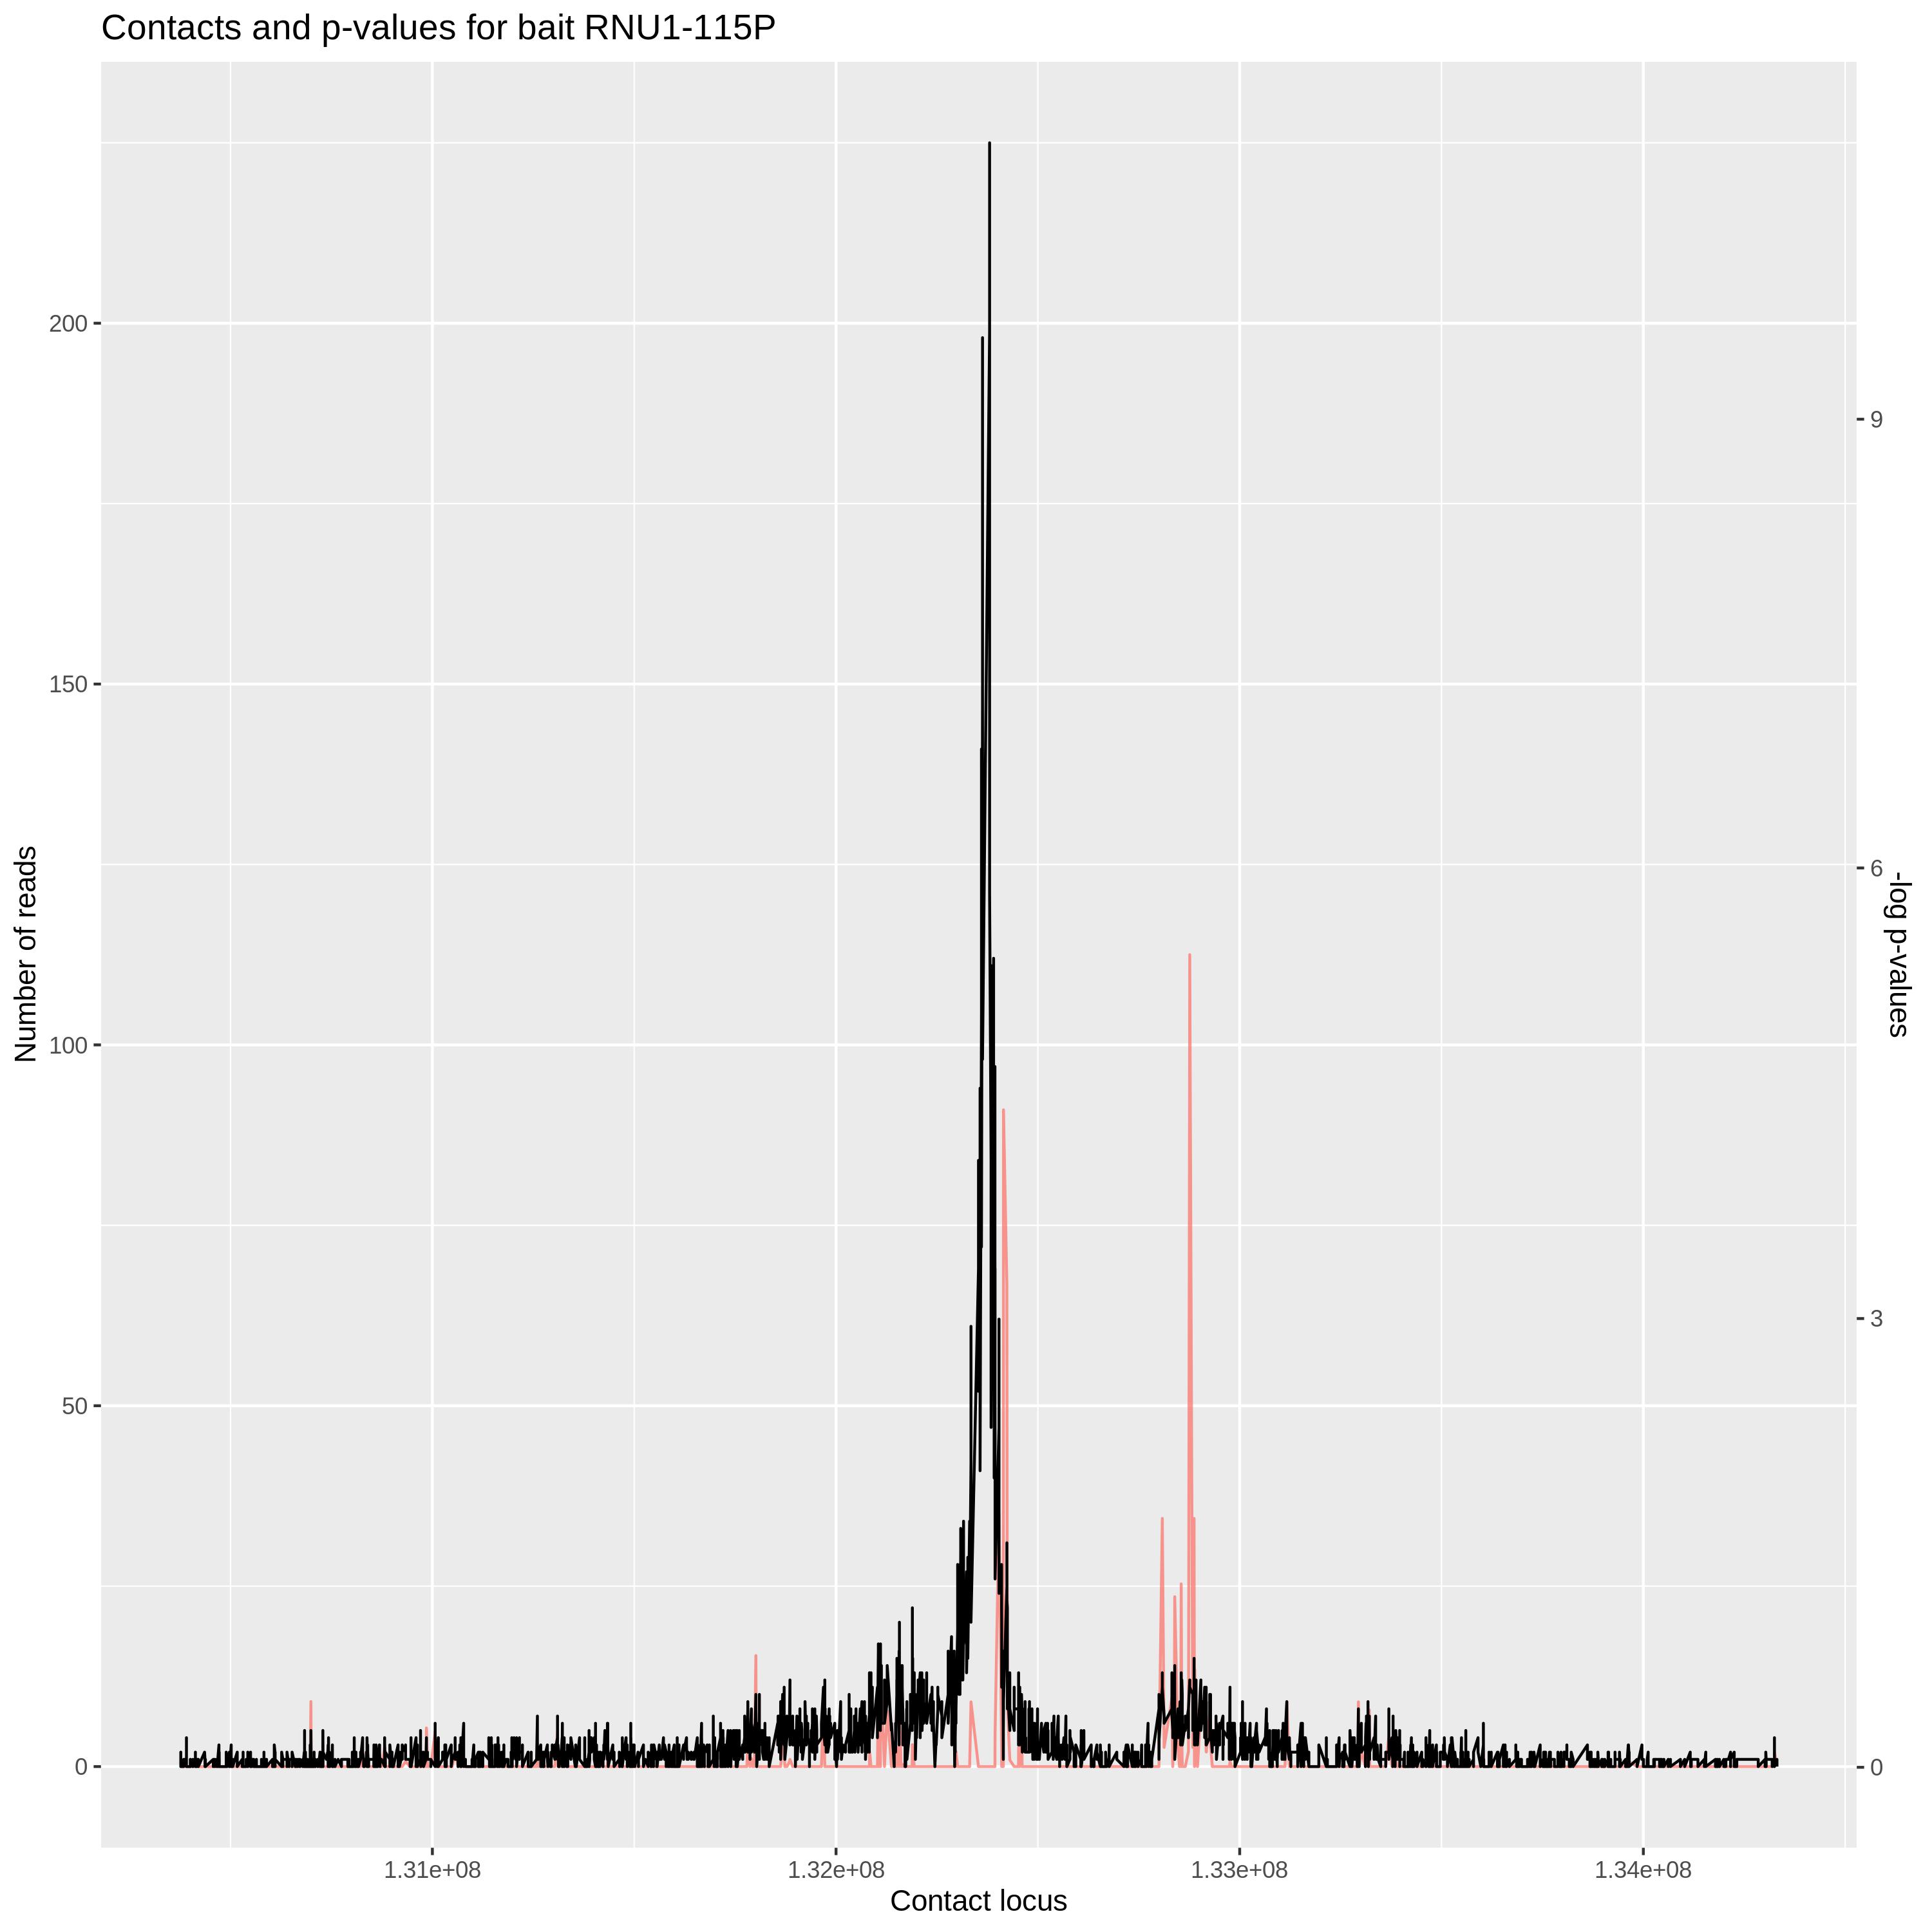 Contacts and p-values for bait RNU1-115P
Number of reads
200
150
100
50
0
9
6
3
0
-log p-values
1.31e+08 1.32e+08 1.33e+08 1.34e+08
Contact locus